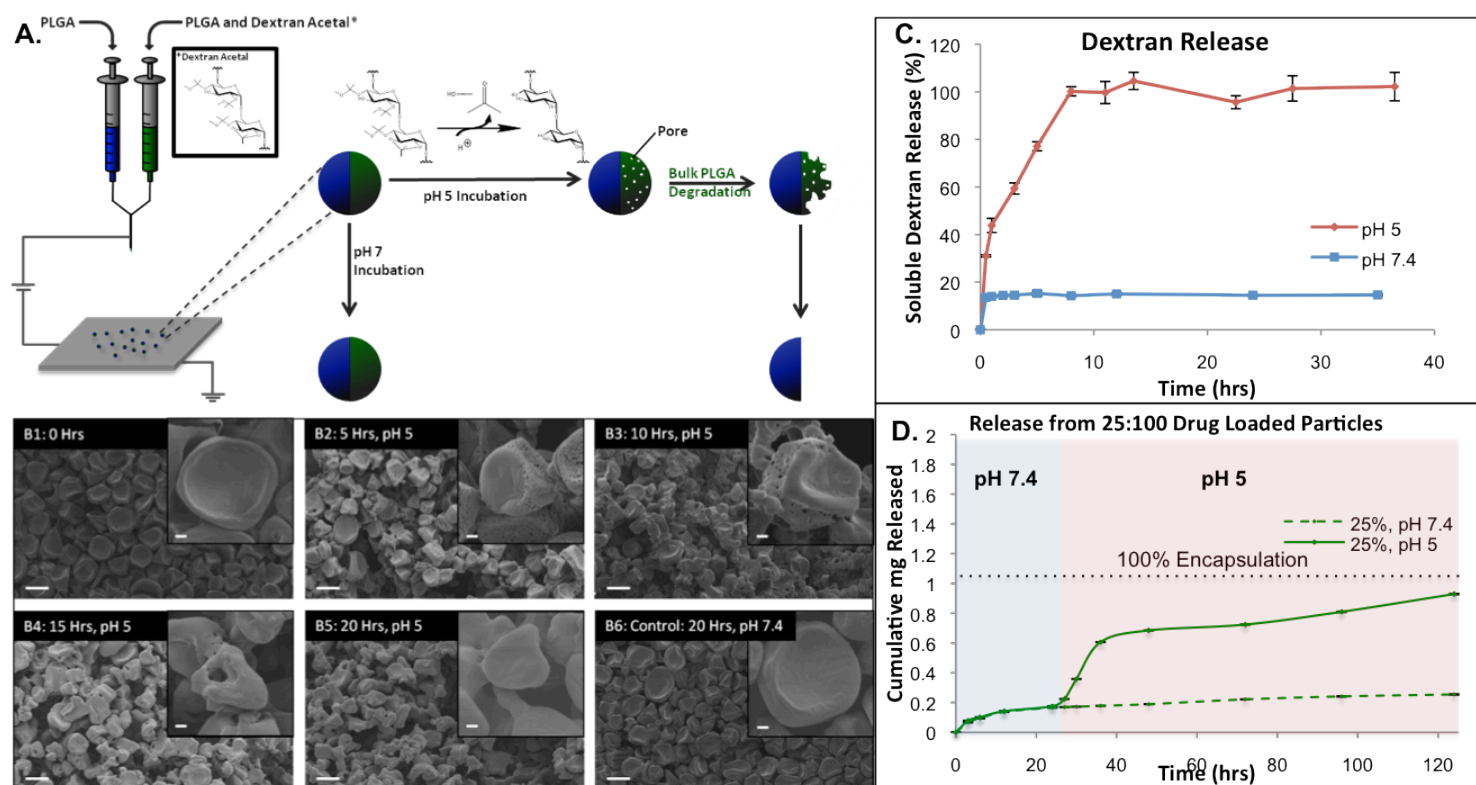 A.
PLGA
PLGA and Dextran Acetal*
*Dextran Acetal
HO
O
H⊕
Pore
pH 5 Incubation
Bulk PLGA
Degradation
pH 7
Incubation
B1: 0 Hrs
B2: 5 Hrs, pH 5
B3: 10 Hrs, pH 5
B4: 15 Hrs, pH 5
B5: 20 Hrs, pH 5
B6: Control: 20 Hrs, pH 7.4
C.
Dextran Release
Soluble Dextran Release (%)
120
100
80
60
40
20
0
pH 5
pH 7.4
0 10 20 30 40
Time (hrs)
D.
Release from 25:100 Drug Loaded Particles
Cumulative mg Released
2
1.8
1.6
1.4
1.2
1
0.8
0.6
0.4
0.2
0
pH 7.4
pH 5
25%, pH 7.4
25%, pH 5
100% Encapsulation
0 20 40 60 80 100 120
Time (hrs)